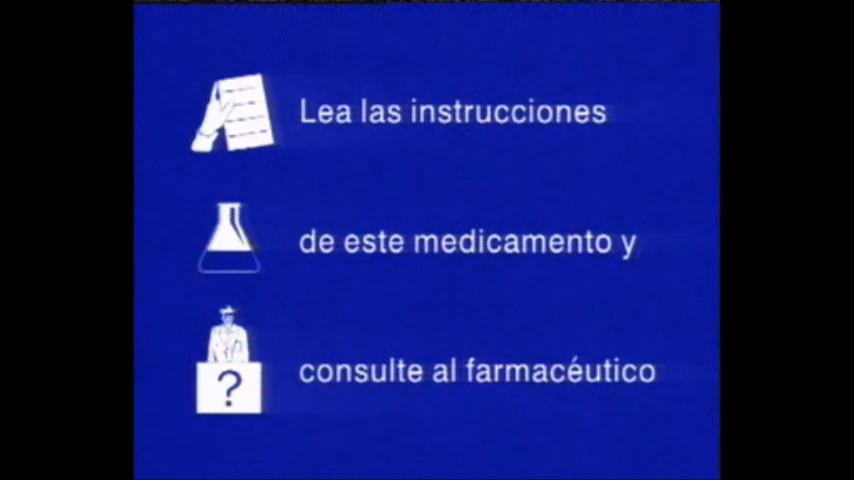 Lea las instrucciones
de este medicamento y
consulte al farmacéutico
?